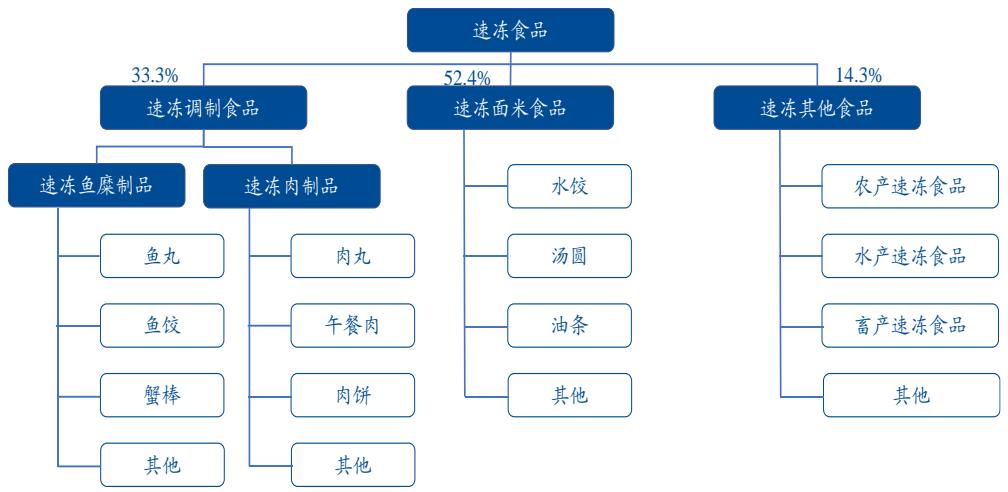 速冻食品
33.3%
52.4%
14.3%
速冻调制食品
速冻面米食品
速冻其他食品
速冻鱼糜制品
速冻肉制品
鱼丸
鱼饺
蟹棒
其他
肉丸
午餐肉
肉饼
其他
水饺
汤圆
油条
其他
农产速冻食品
水产速冻食品
畜产速冻食品
其他